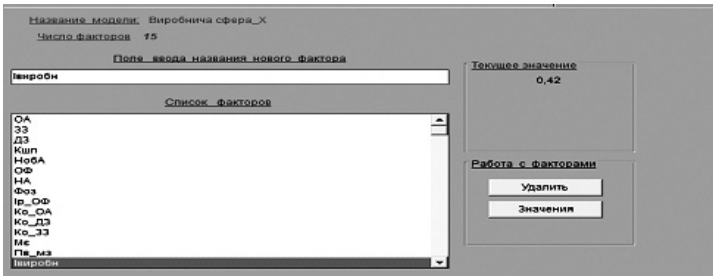 Название модели: Виробнича сфера_Х
Число факторов 15
Поле ввода названия нового фактора
Івиробн
Список факторов
ОА
ЗЗ
ДЗ
Кшп
НобА
ОФ
НА
Фоз
Ір_ОФ
Ко_ОА
Ко_ДЗ
Ко_ЗЗ
Мє
Пв_мз
Івиробн
Текущее значение
0,42
Работа с факторами
Удалить
Значения